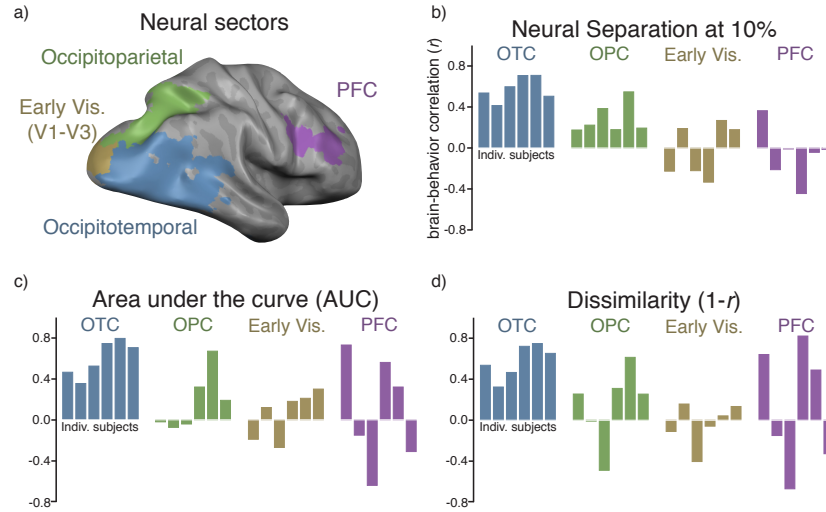 a)
Neural sectors
Occipitoparietal
PFC
Early Vis.
(V1-V3)
Occipitotemporal
b)
Neural Separation at 10%
brain-behavior correlation (r)
OTC
OPC
Early Vis.
PFC
0.8
0.4
0.0
-0.4
-0.8
Indiv. subjects
c)
Area under the curve (AUC)
OTC
OPC
Early Vis.
PFC
0.8
0.4
0.0
-0.4
-0.8
Indiv. subjects
d)
Dissimilarity (1-r)
OTC
OPC
Early Vis.
PFC
0.8
0.4
0.0
-0.4
-0.8
Indiv. subjects